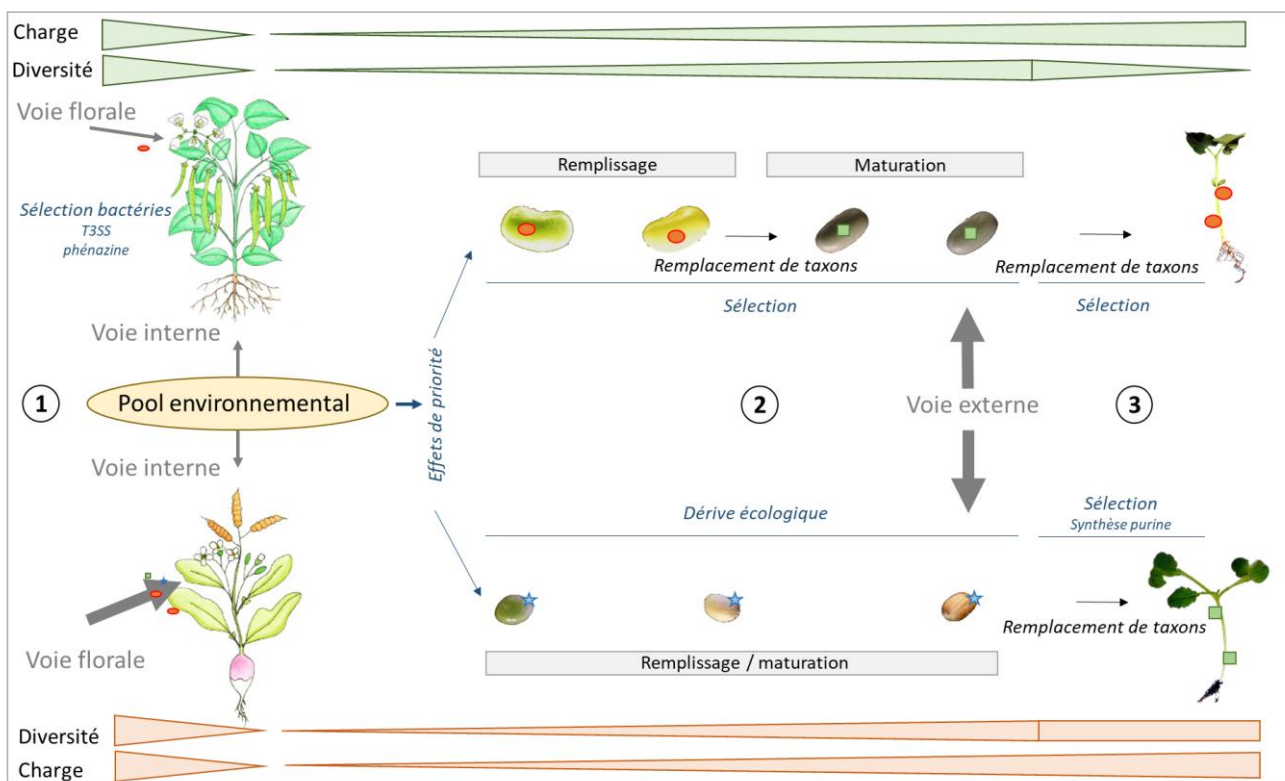 Charge
Diversité
Voie florale
Sélection bactéries
T3SS
phénazine
Remplissage
Maturation
Remplacement de taxons
Remplacement de taxons
Sélection
Sélection
Voie interne
Effets de priorité
1
Pool environnemental
2
Voie externe
3
Voie interne
Dérive écologique
Sélection
Synthèse purine
Voie florale
Remplacement de taxons
Remplissage / maturation
Diversité
Charge